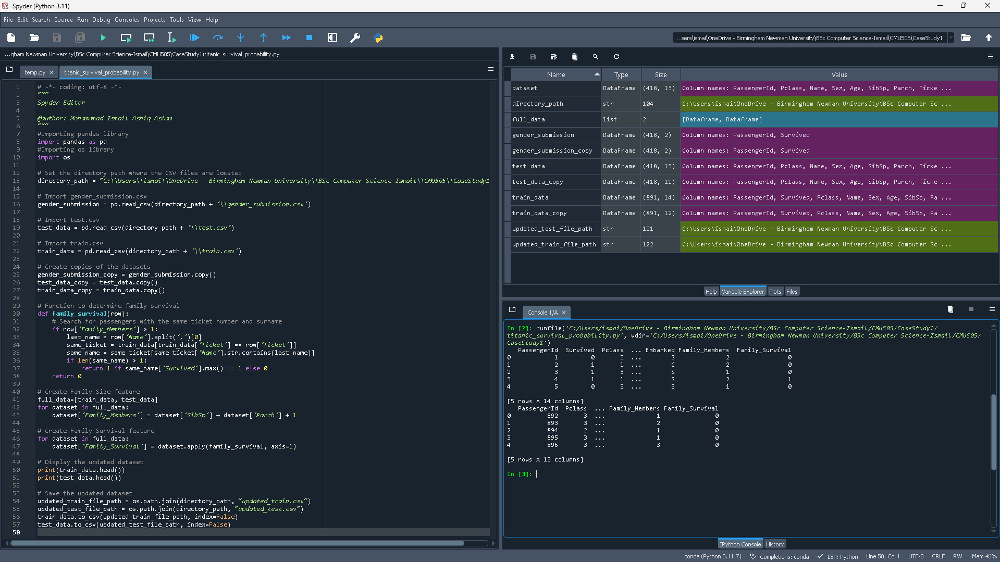 Spyder (Python 3.11)
File Edit Search Source Run Debug Consoles Projects Tools View Help
...sers\ismai\OneDrive - Birmingham Newman University\BSc Computer Science-Ismail\CMU505\CaseStudy1
...gham Newman University\BSc Computer Science-Ismail\CMU505\CaseStudy1\titanic_survival_probability.py
temp.py titanic_survival_probability.py
1 # -*- coding: utf-8 -*-
2 """
3 Spyder Editor
4
5 @author: Mohammmad Ismail Ashiq Aslam
6 """
7 #Importing pandas library
8 import pandas as pd
9 #Importing os library
10 import os
11
12 # Set the directory path where the CSV files are located
13 directory_path = "C:\\Users\\ismai\\OneDrive - Birmingham Newman University\\BSc Computer Science-Ismail\\CMU505\\CaseStudy1
14
15 # Import gender_submission.csv
16 gender_submission = pd.read_csv(directory_path + '\\gender_submission.csv')
17
18 # Import test.csv
19 test_data = pd.read_csv(directory_path + '\\test.csv')
20
21 # Import train.csv
22 train_data = pd.read_csv(directory_path + '\\train.csv')
23
24 # Create copies of the datasets
25 gender_submission_copy = gender_submission.copy()
26 test_data_copy = test_data.copy()
27 train_data_copy = train_data.copy()
28
29 # Function to determine family survival
30 def family_survival(row):
31 # Search for passengers with the same ticket number and surname
32 if row['Family_Members'] > 1:
33 last_name = row['Name'].split(',')[0]
34 same_ticket = train_data[train_data['Ticket'] == row['Ticket']]
35 same_name = same_ticket[same_ticket['Name'].str.contains(last_name)]
36 if len(same_name) > 1:
37 return 1 if same_name['Survived'].max() == 1 else 0
38 return 0
39
40 # Create Family Size feature
41 full_data=[train_data, test_data]
42 for dataset in full_data:
43 dataset['Family_Members'] = dataset['SibSp'] + dataset['Parch'] + 1
44
45 # Create Family Survival feature
46 for dataset in full_data:
47 dataset['Family_Survival'] = dataset.apply(family_survival, axis=1)
48
49 # Display the updated dataset
50 print(train_data.head())
51 print(test_data.head())
52
53 # Save the updated dataset
54 updated_train_file_path = os.path.join(directory_path, "updated_train.csv")
55 updated_test_file_path = os.path.join(directory_path, "updated_test.csv")
56 train_data.to_csv(updated_train_file_path, index=False)
57 test_data.to_csv(updated_test_file_path, index=False)
58
Name Type Size Value
dataset DataFrame (418, 13) Column names: PassengerId, Pclass, Name, Sex, Age, SibSp, Parch, Ticke ...
directory_path str 104 C:\Users\ismai\OneDrive - Birmingham Newman University\BSc Computer Sc ...
full_data list 2 [Dataframe, Dataframe]
gender_submission DataFrame (418, 2) Column names: PassengerId, Survived
gender_submission_copy DataFrame (418, 2) Column names: PassengerId, Survived
test_data DataFrame (418, 13) Column names: PassengerId, Pclass, Name, Sex, Age, SibSp, Parch, Ticke ...
test_data_copy DataFrame (418, 11) Column names: PassengerId, Pclass, Name, Sex, Age, SibSp, Parch, Ticke ...
train_data DataFrame (891, 14) Column names: PassengerId, Survived, Pclass, Name, Sex, Age, SibSp, Pa ...
train_data_copy DataFrame (891, 12) Column names: PassengerId, Survived, Pclass, Name, Sex, Age, SibSp, Pa ...
updated_test_file_path str 121 C:\Users\ismai\OneDrive - Birmingham Newman University\BSc Computer Sc ...
updated_train_file_path str 122 C:\Users\ismai\OneDrive - Birmingham Newman University\BSc Computer Sc ...
Help Variable Explorer Plots Files
Console 1/A
In [2]: runfile('C:/Users/ismai/OneDrive - Birmingham Newman University/BSc Computer Science-Ismail/CMU505/CaseStudy1/
titanic_survival_probability.py', wdir='C:/Users/ismai/OneDrive - Birmingham Newman University/BSc Computer Science-Ismail/CMU505/
CaseStudy1')
PassengerId Survived Pclass ... Embarked Family_Members Family_Survival
0 1 0 3 ... S 2 0
1 2 1 1 ... C 2 0
2 3 1 3 ... S 1 0
3 4 1 1 ... S 2 1
4 5 0 3 ... S 1 0
[5 rows x 14 columns]
PassengerId Pclass ... Family_Members Family_Survival
0 892 3 ... 1 0
1 893 3 ... 2 0
2 894 2 ... 1 0
3 895 3 ... 1 0
4 896 3 ... 3 0
[5 rows x 13 columns]
In [3]:
IPython Console History
conda (Python 3.11.7) Completions: conda LSP: Python Line 58, Col 1 UTF-8 CRLF RW Mem 46%